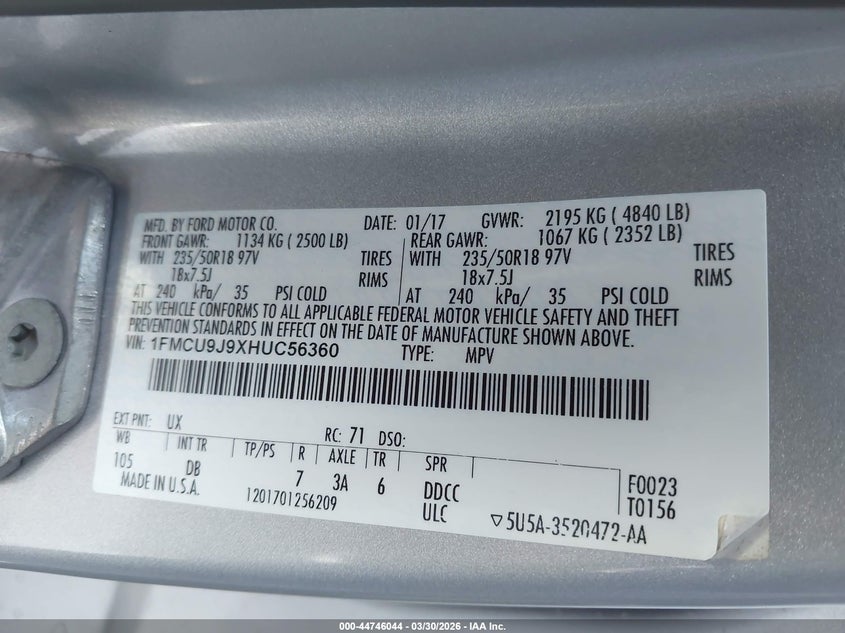 MFD. BY FORD MOTOR CO. DATE: 01/17 GVWR: 2195 KG ( 4840 LB)
FRONT GAWR: 1134 KG ( 2500 LB) REAR GAWR: 1067 KG ( 2352 LB)
WITH 235/50R18 97V TIRES WITH 235/50R18 97V TIRES
18x7.5J RIMS 18x7.5J RIMS
AT 240 kPa/ 35 PSI COLD AT 240 kPa/ 35 PSI COLD
THIS VEHICLE CONFORMS TO ALL APPLICABLE FEDERAL MOTOR VEHICLE SAFETY AND THEFT
PREVENTION STANDARDS IN EFFECT ON THE DATE OF MANUFACTURE SHOWN ABOVE.
VIN: 1FMCU9J9XHUC56360 TYPE: MPV
EXT PNT: UX RC: 71 DSO:
WB INT TR TP/PS R AXLE TR SPR
105 DB 7 3A 6 DDCC F0023
MADE IN U.S.A. 1201701256209 ULC T0156
▽5U5A-3520472-AA
000-44746044 — 03/30/2026 — IAA Inc.